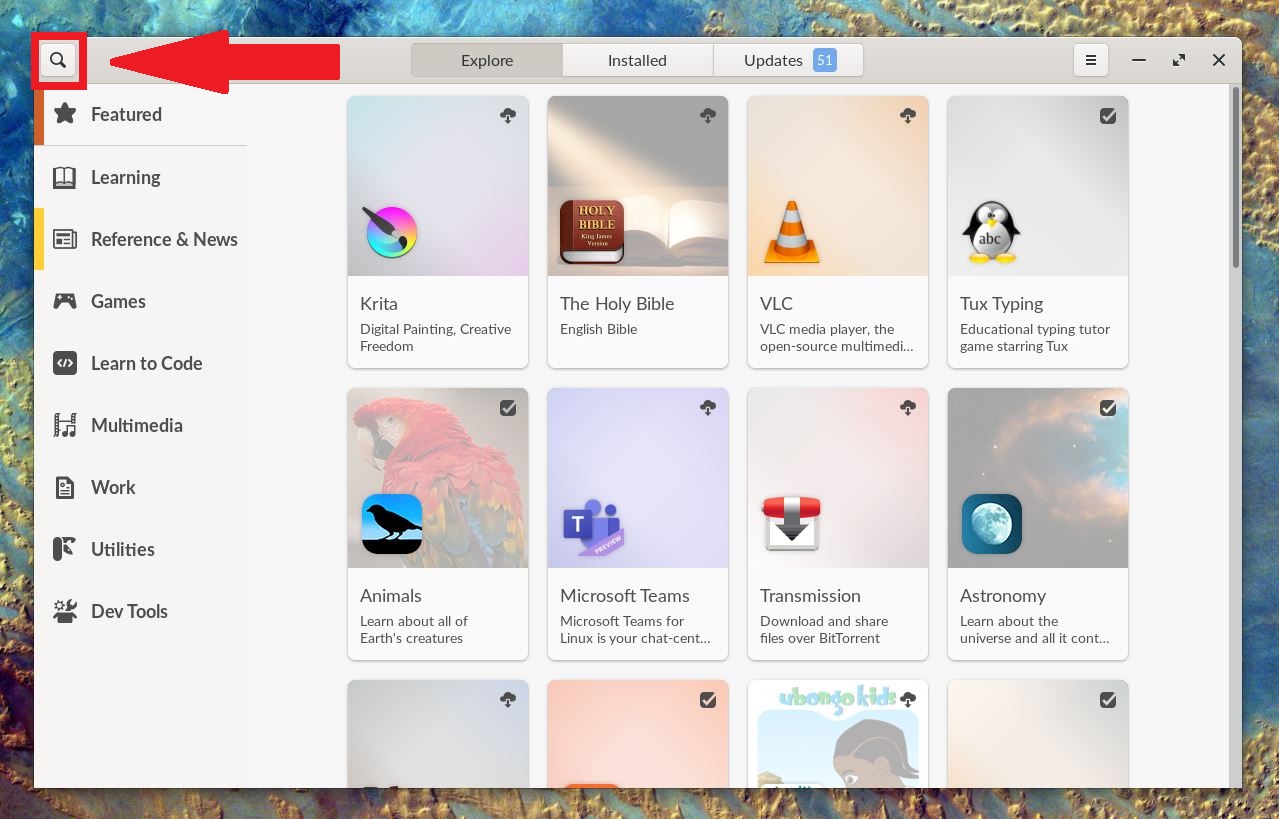 Explore
Installed
Updates 51
Featured
Learning
Reference & News
Games
Learn to Code
Multimedia
Work
Utilities
Dev Tools
HOLY
BIBLE
King James
Version
abc
Krita
Digital Painting, Creative
Freedom
The Holy Bible
English Bible
VLC
VLC media player, the
open-source multimedi...
Tux Typing
Educational typing tutor
game starring Tux
T
PREVIEW
Animals
Learn about all of
Earth's creatures
Microsoft Teams
Microsoft Teams for
Linux is your chat-cent...
Transmission
Download and share
files over BitTorrent
Astronomy
Learn about the
universe and all it cont...
ubongo kids